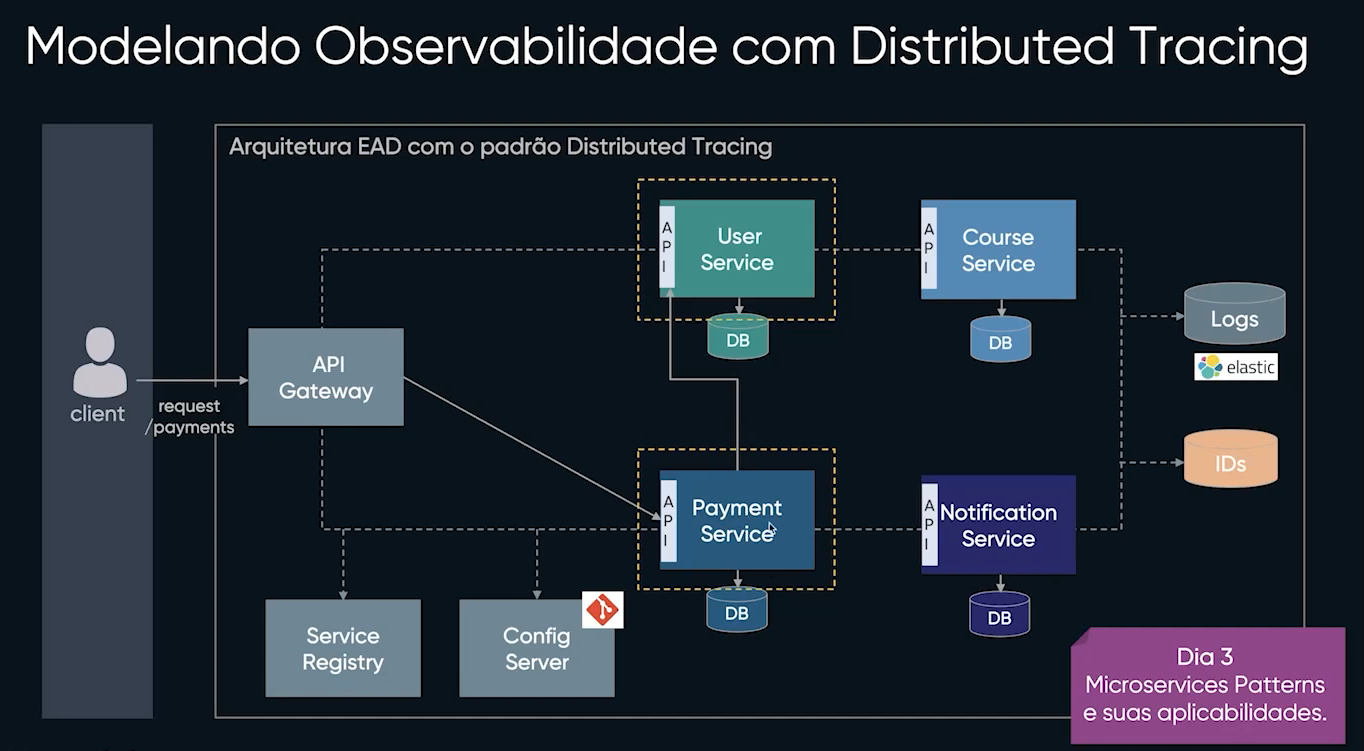 Modelando Observabilidade com Distributed Tracing
Arquitetura EAD com o padrão Distributed Tracing
client
request
/payments
API
Gateway
API
User
Service
DB
API
Course
Service
DB
Logs
elastic
IDs
API
Payment
Service
DB
API
Notification
Service
DB
Service
Registry
Config
Server
Dia 3
Microservices Patterns
e suas aplicabilidades.